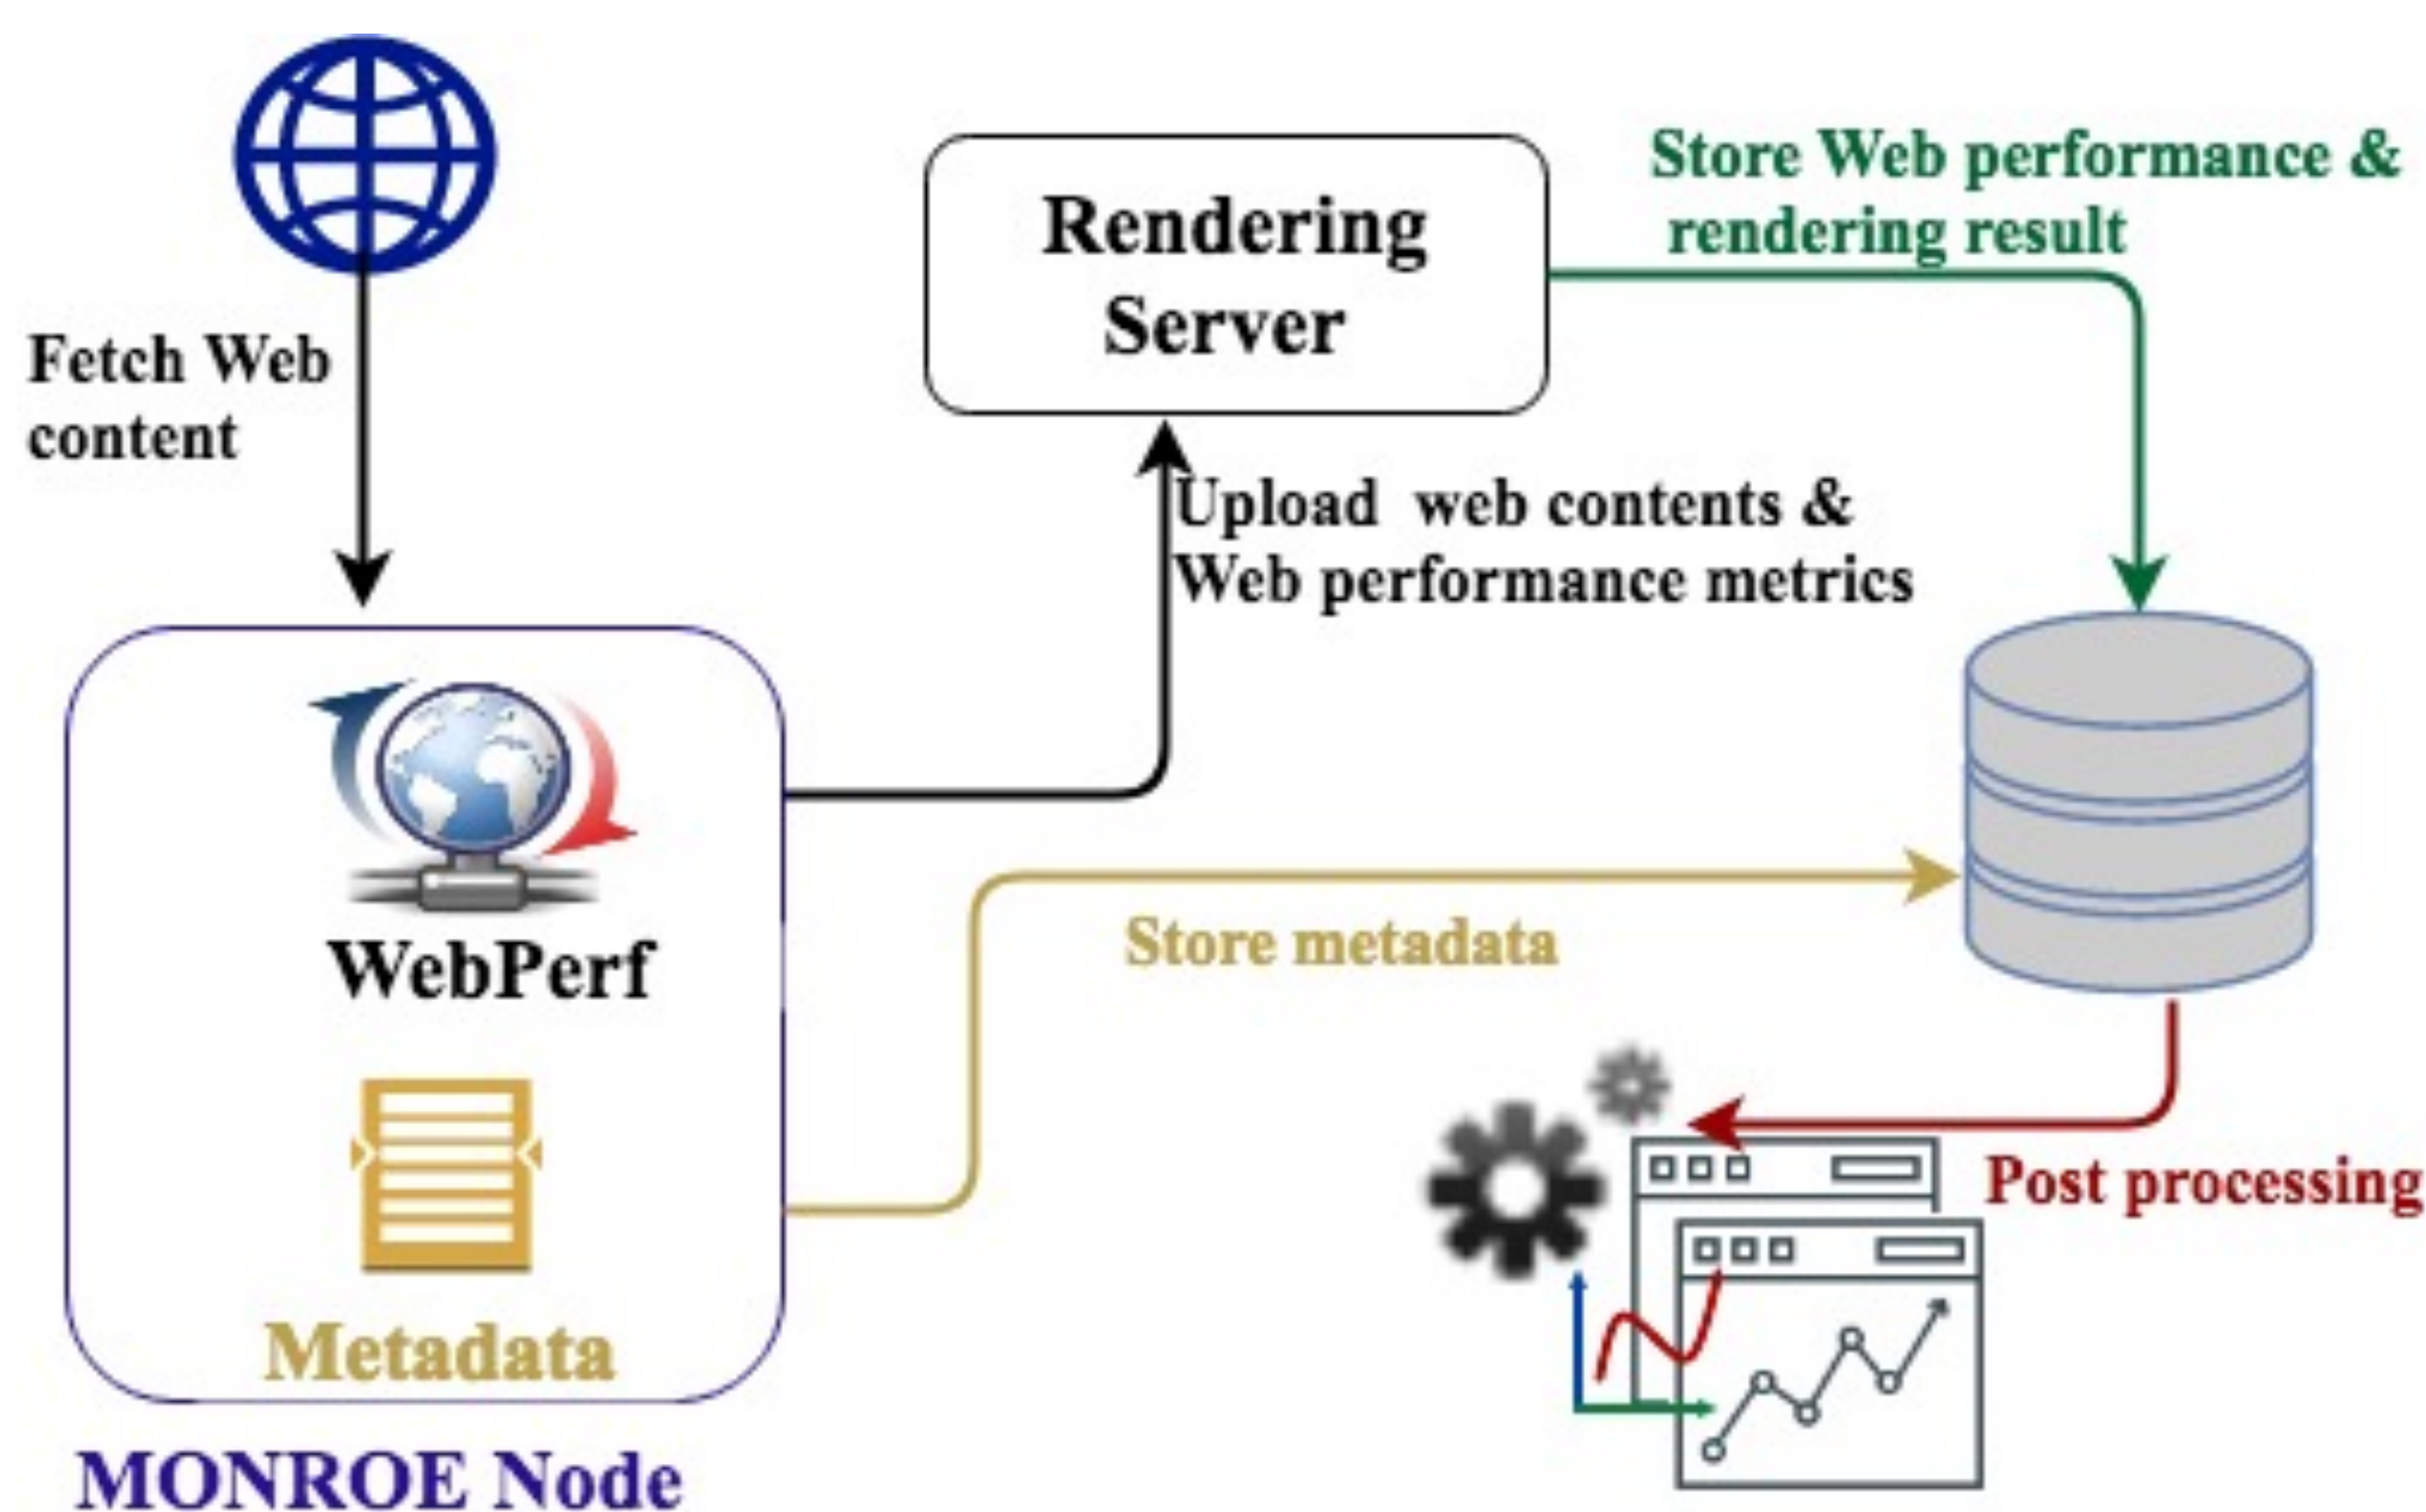 Store Web performance &
rendering result
Rendering
Server
Fetch Web
content
Upload web contents &
Web performance metrics
WebPerf
Store metadata
Post processing
Metadata
MONROE Node